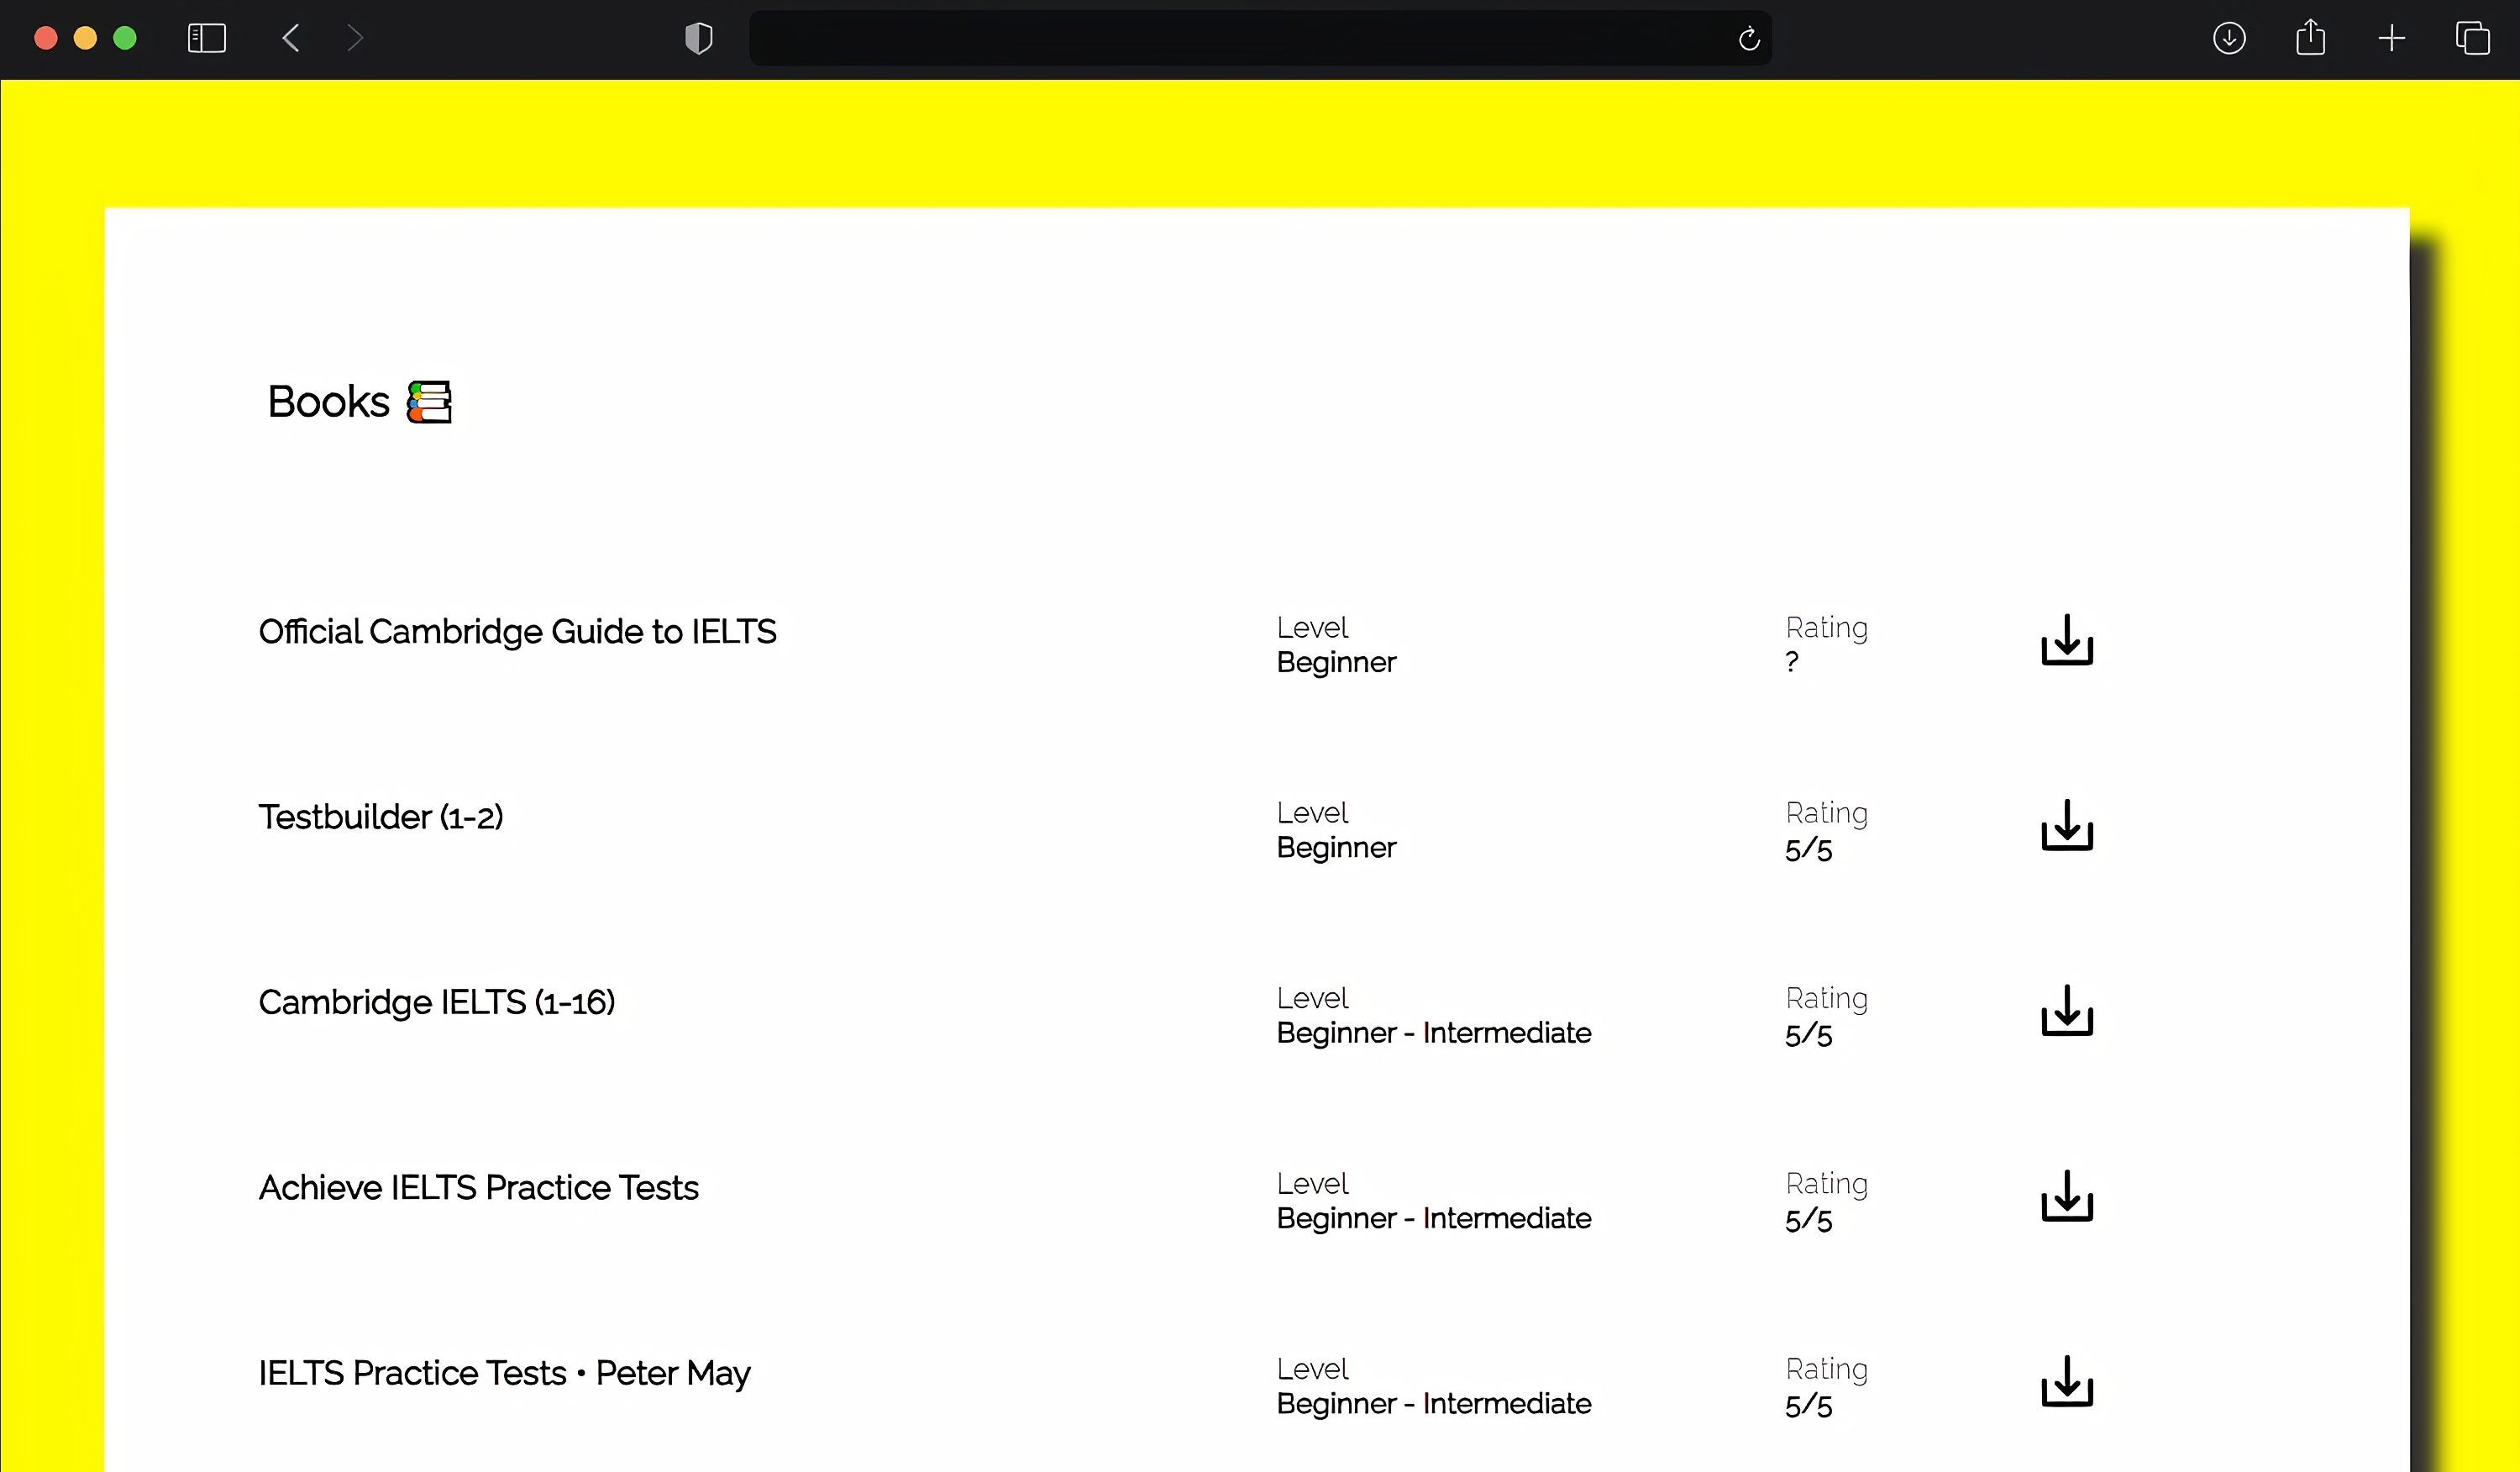 Books
Official Cambridge Guide to IELTS
Level
Beginner
Rating
?
Testbuilder (1-2)
Level
Beginner
Rating
5/5
Cambridge IELTS (1-16)
Level
Beginner - Intermediate
Rating
5/5
Achieve IELTS Practice Tests
Level
Beginner - Intermediate
Rating
5/5
IELTS Practice Tests • Peter May
Level
Beginner - Intermediate
Rating
5/5